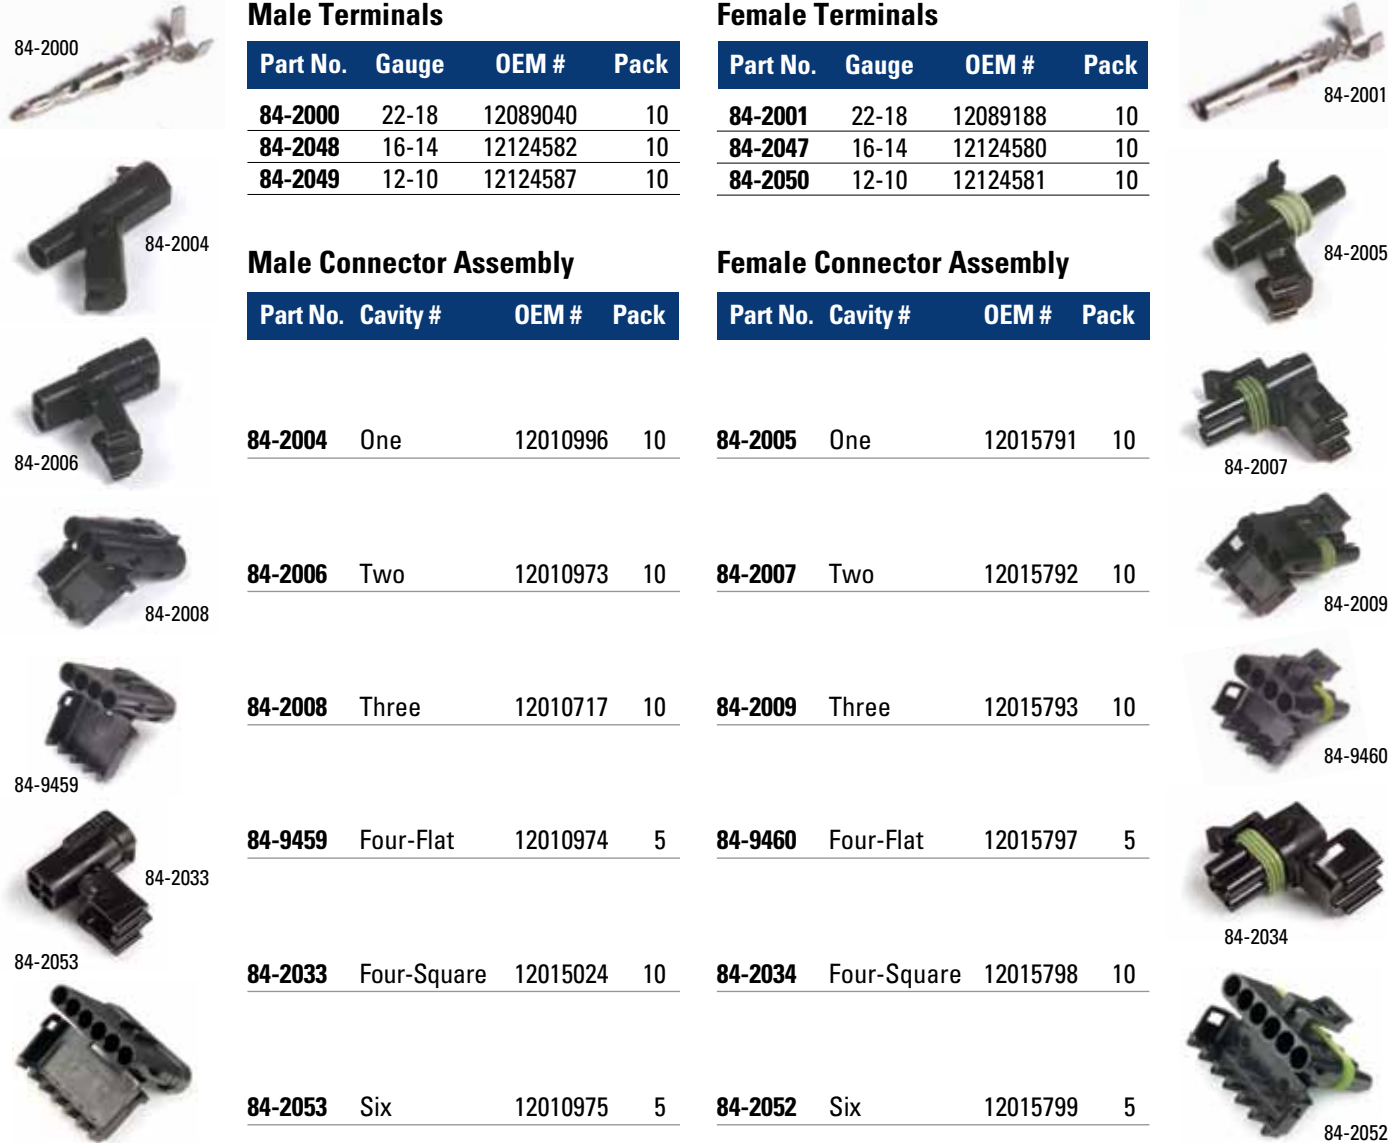 Male Terminals
Part No. Gauge OEM # Pack
84-2000 22-18 12089040 10
84-2048 16-14 12124582 10
84-2049 12-10 12124587 10
Female Terminals
Part No. Gauge OEM # Pack
84-2001 22-18 12089188 10
84-2047 16-14 12124580 10
84-2050 12-10 12124581 10
Male Connector Assembly
Part No. Cavity # OEM # Pack
84-2004 One 12010996 10
84-2006 Two 12010973 10
84-2008 Three 12010717 10
84-9459 Four-Flat 12010974 5
84-2033 Four-Square 12015024 10
84-2053 Six 12010975 5
Female Connector Assembly
Part No. Cavity # OEM # Pack
84-2005 One 12015791 10
84-2007 Two 12015792 10
84-2009 Three 12015793 10
84-9460 Four-Flat 12015797 5
84-2034 Four-Square 12015798 10
84-2052 Six 12015799 5
84-2000
84-2004
84-2006
84-2008
84-9459
84-2033
84-2053
84-2001
84-2005
84-2007
84-2009
84-9460
84-2034
84-2052